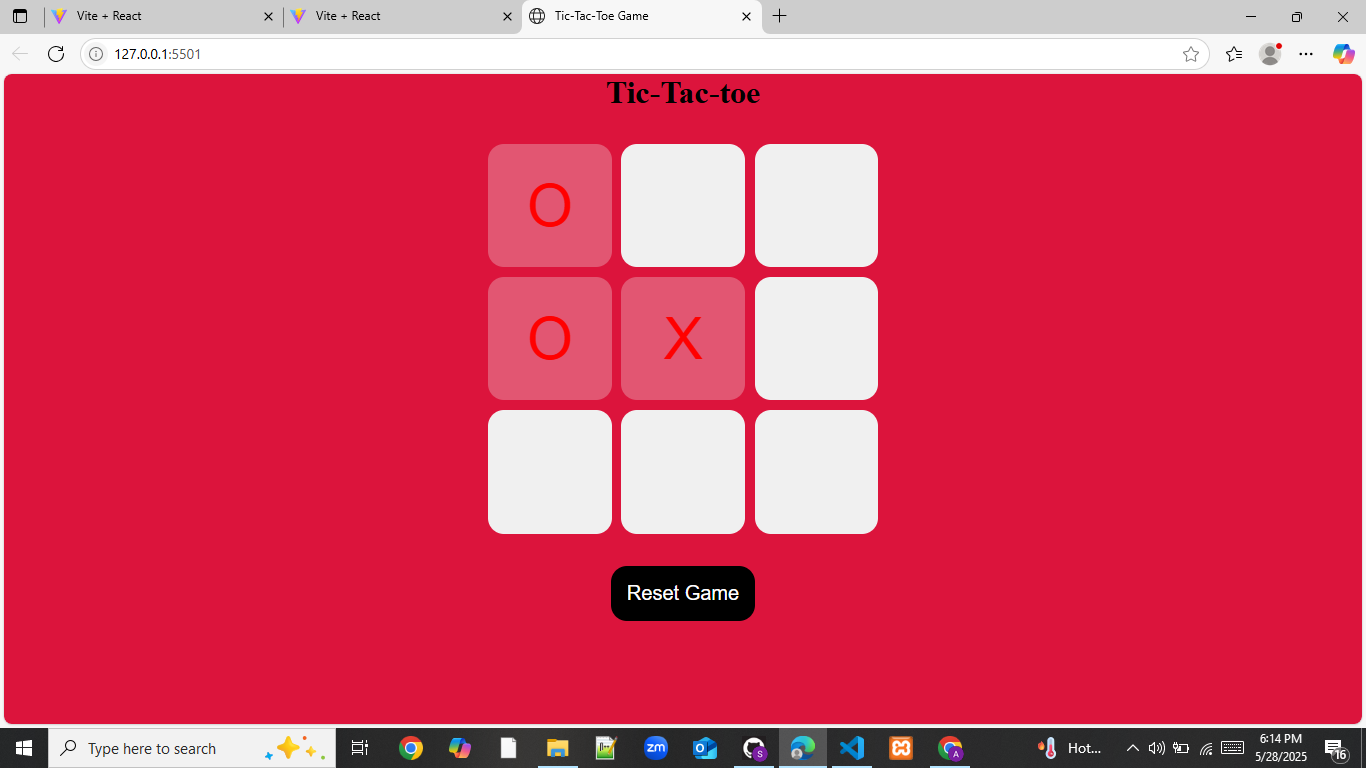 Vite + React
Vite + React
Tic-Tac-Toe Game
127.0.0.1:5501
Tic-Tac-toe
O
O X
Reset Game
Type here to search
zm
S
A
Hot...
6:14 PM
5/28/2025
16